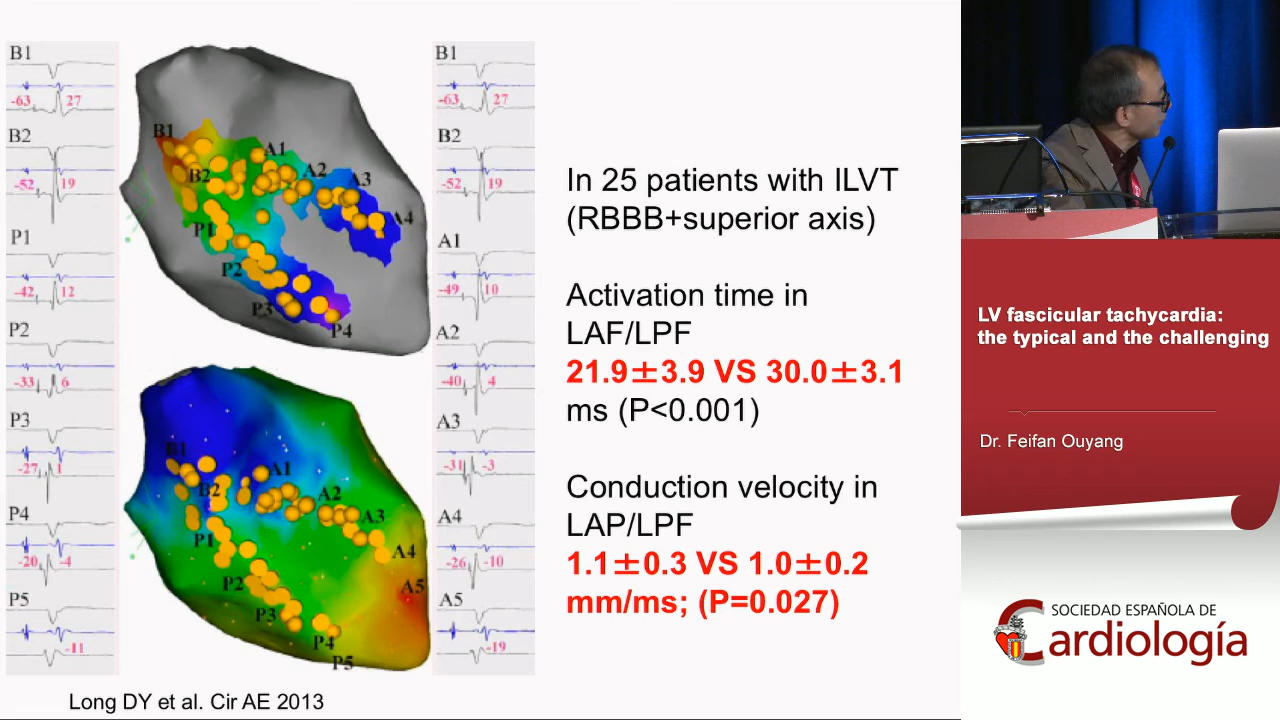 B1
-63 27
B2
-52 19
P1
-42 12
P2
-33 6
P3
-27 1
P4
-20 -4
P5
-11
B1
B2
A1
A2
A3
A4
P1
P2
P3
P4
B1
B2
A1
A2
A3
A4
A5
P1
P2
P3
P4
P5
B1
-63 27
B2
-52 19
A1
-49 10
A2
-40 4
A3
-31 -3
A4
-26 -10
A5
-19
In 25 patients with ILVT
(RBBB+superior axis)
Activation time in
LAF/LPF
21.9±3.9 VS 30.0±3.1
ms (P<0.001)
Conduction velocity in
LAP/LPF
1.1±0.3 VS 1.0±0.2
mm/ms; (P=0.027)
Long DY et al. Cir AE 2013
LV fascicular tachycardia:
the typical and the challenging
Dr. Feifan Ouyang
SOCIEDAD ESPAÑOLA DE
Cardiología